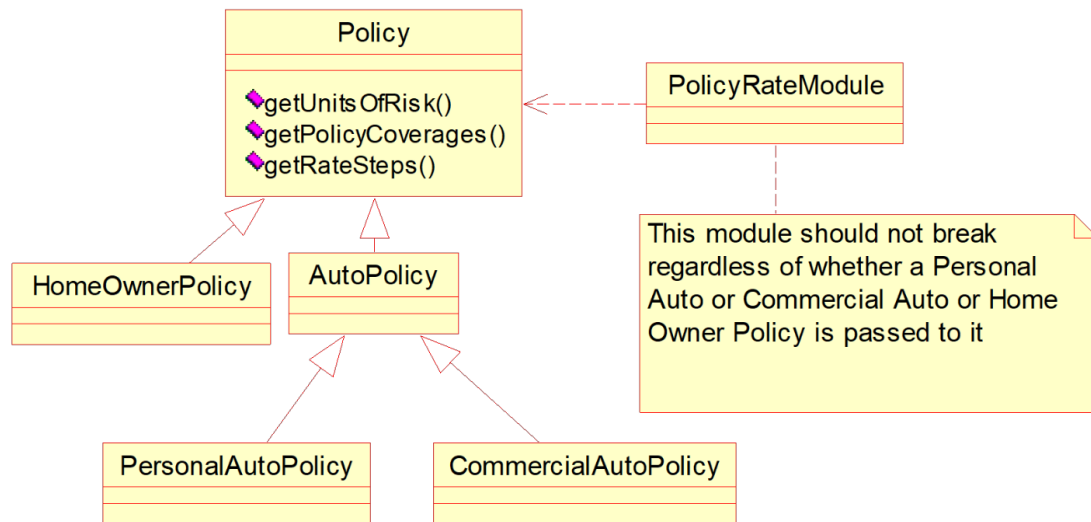 Policy
getUnitsOfRisk()
getPolicyCoverages()
getRateSteps()
PolicyRateModule
This module should not break
regardless of whether a Personal
Auto or Commercial Auto or Home
Owner Policy is passed to it
HomeOwnerPolicy
AutoPolicy
PersonalAutoPolicy
CommercialAutoPolicy